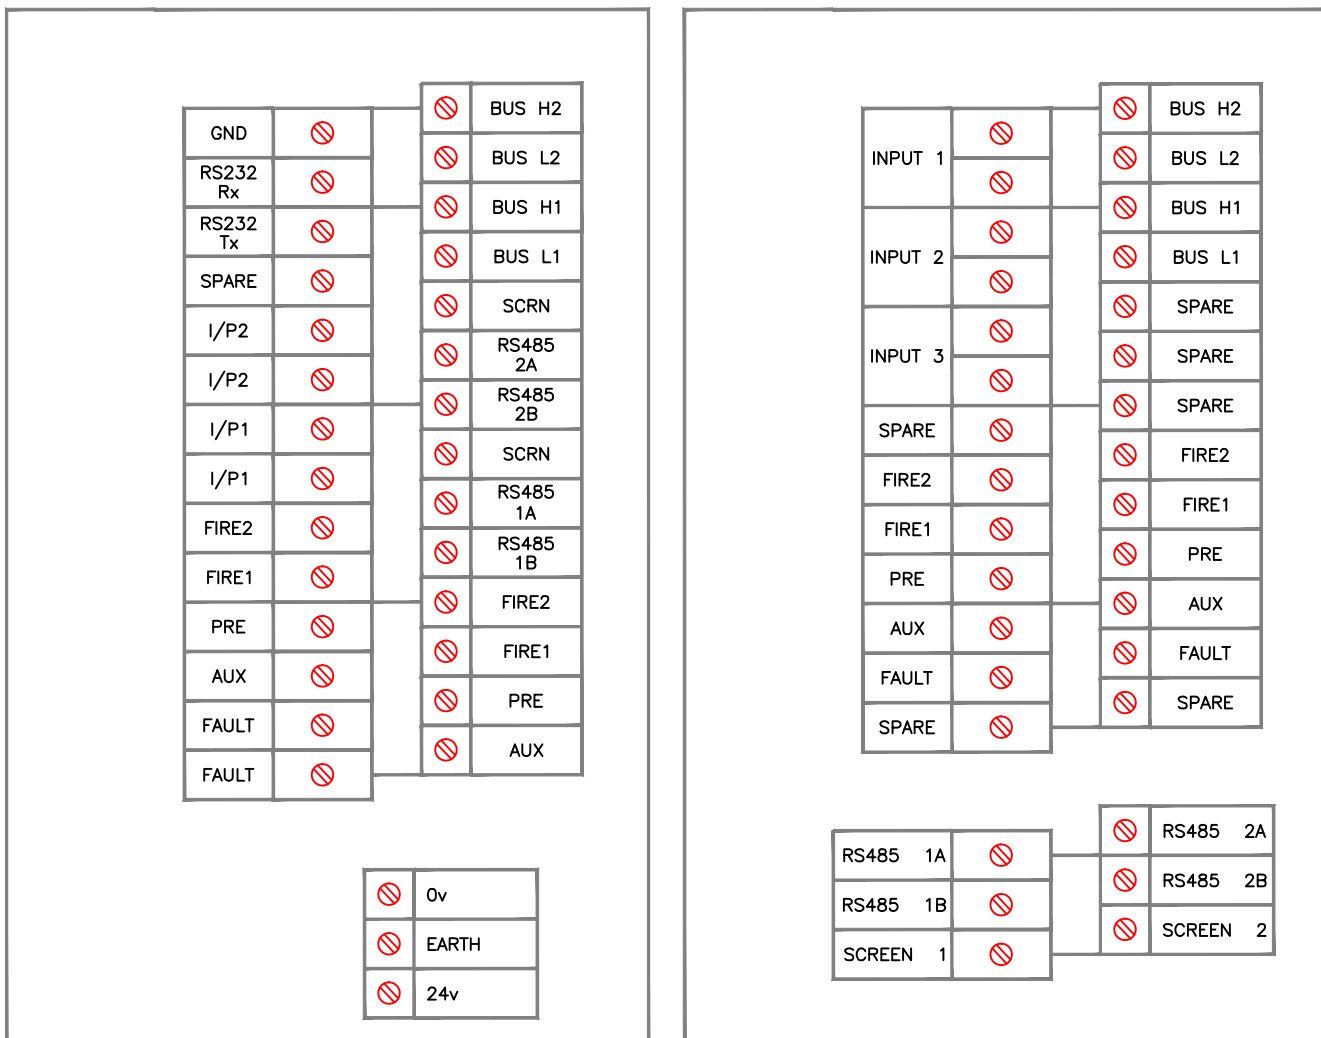 GND
RS232
Rx
RS232
Tx
SPARE
I/P2
I/P2
I/P1
I/P1
FIRE2
FIRE1
PRE
AUX
FAULT
FAULT
BUS H2
BUS L2
BUS H1
BUS L1
SCRN
RS485
2A
RS485
2B
SCRN
RS485
1A
RS485
1B
FIRE2
FIRE1
PRE
AUX
0v
EARTH
24v
INPUT 1
INPUT 2
INPUT 3
SPARE
FIRE2
FIRE1
PRE
AUX
FAULT
SPARE
BUS H2
BUS L2
BUS H1
BUS L1
SPARE
SPARE
SPARE
FIRE2
FIRE1
PRE
AUX
FAULT
SPARE
RS485 1A
RS485 1B
SCREEN 1
RS485 2A
RS485 2B
SCREEN 2